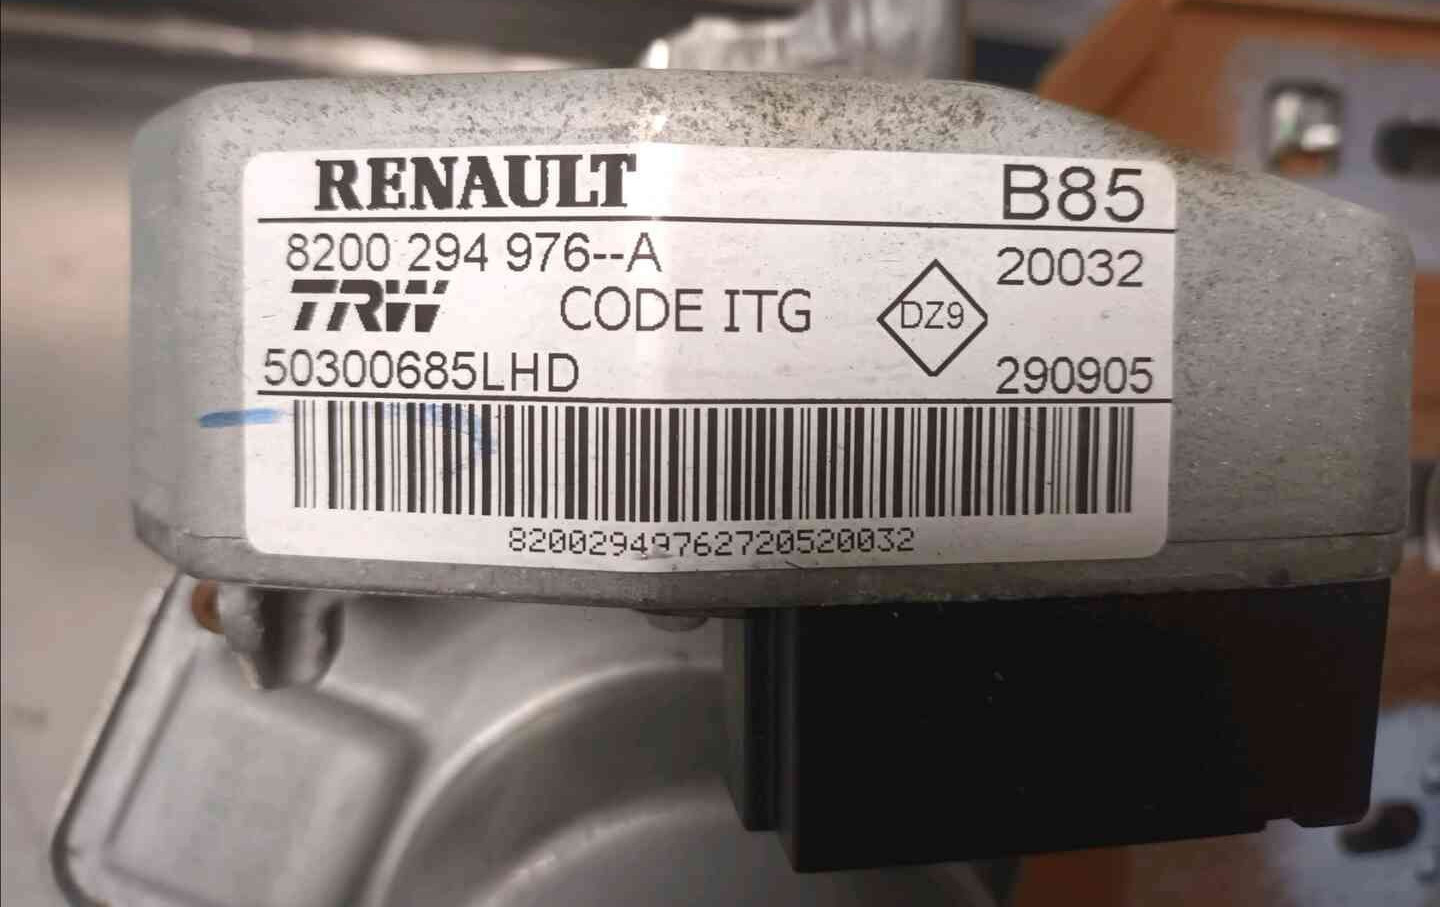 RENAULT B85
8200 294 976--A 20032
TRW CODE ITG DZ9
50300685LHD 290905
82002949762720520032